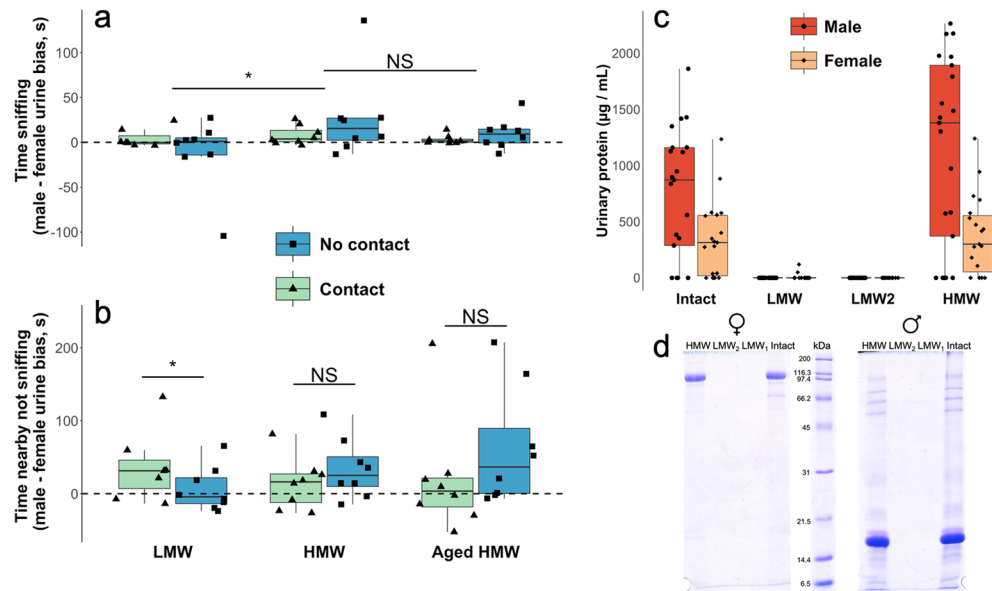 a
Time sniffing
(male - female urine bias, s)
100
50
0
-50
-100
*
NS
No contact
Contact
b
Time nearby not sniffing
(male - female urine bias, s)
200
100
0
*
NS
NS
LMW
HMW
Aged HMW
c
Male
Female
Urinary protein (µg / mL)
2000
1500
1000
500
0
Intact
LMW
LMW2
HMW
d
♀
♂
HMW LMW₂ LMW₁ Intact
kDa
HMW LMW₂ LMW₁ Intact
200
116.3
97.4
66.2
45
31
21.5
14.4
6.5